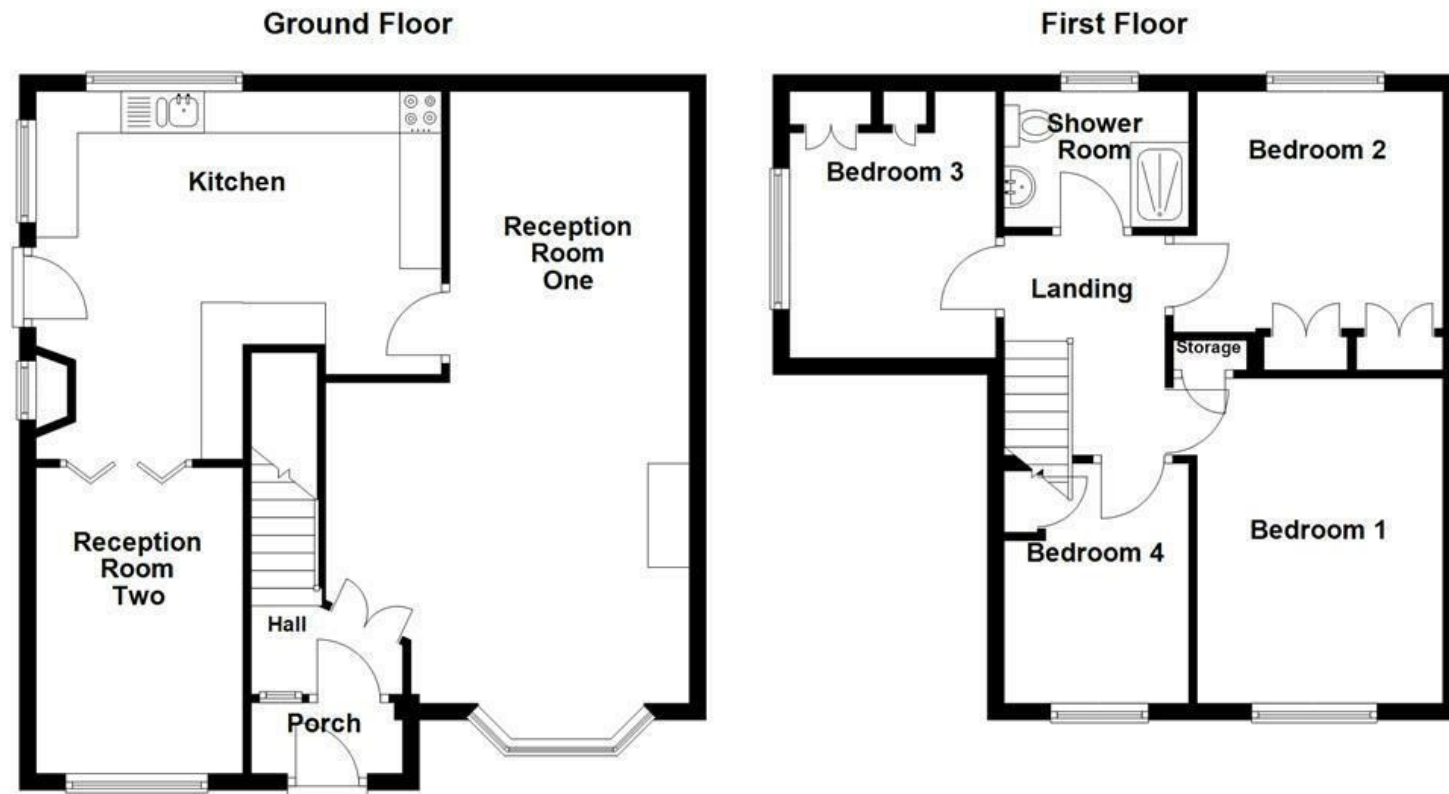 Ground Floor
Kitchen
Reception
Room
One
Reception
Room
Two
Hall
Porch
First Floor
Shower
Room
Bedroom 2
Bedroom 3
Landing
Storage
Bedroom 1
Bedroom 4